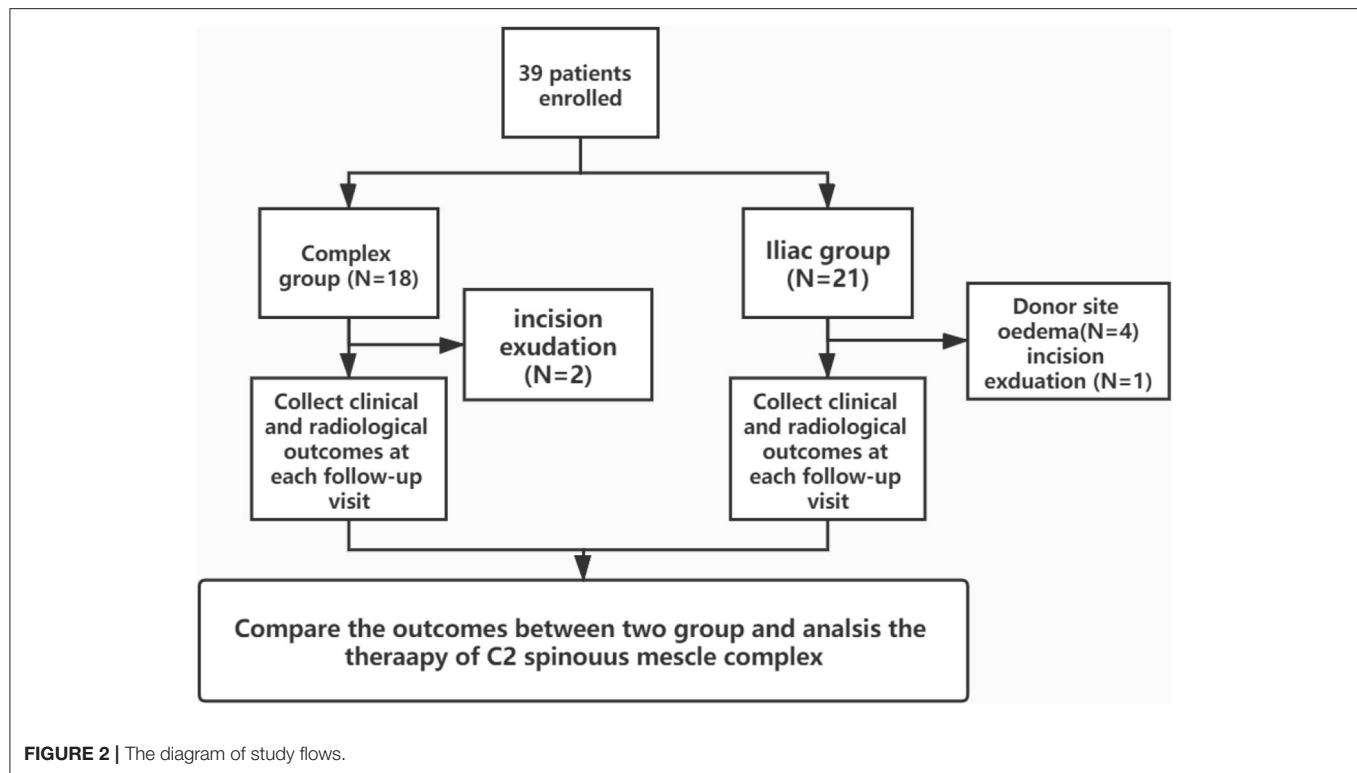 39 patients
enrolled
Complex
group (N=18)
Iliac group
(N=21)
incision
exudation
(N=2)
Donor site
oedema(N=4)
incision
exduation (N=1)
Collect clinical
and radiological
outcomes at
each follow-up
visit
Collect clinical
and radiological
outcomes at
each follow-up
visit
Compare the outcomes between two group and analsis the
theraapy of C2 spinouus mescle complex
FIGURE 2 | The diagram of study flows.